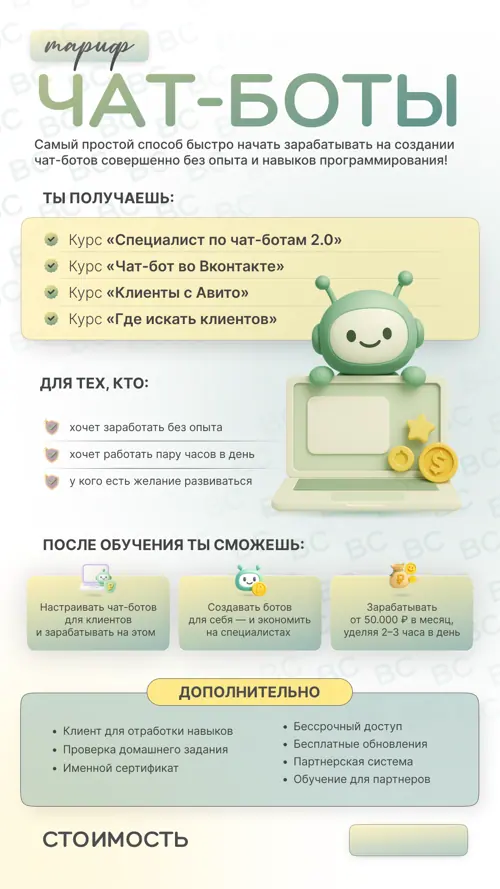 тариф
ЧАТ-БОТЫ
Самый простой способ быстро начать зарабатывать на создании
чат-ботов совершенно без опыта и навыков программирования!
ТЫ ПОЛУЧАЕШЬ:
Курс «Специалист по чат-ботам 2.0»
Курс «Чат-бот во Вконтакте»
Курс «Клиенты с Авито»
Курс «Где искать клиентов»
ДЛЯ ТЕХ, КТО:
хочет заработать без опыта
хочет работать пару часов в день
у кого есть желание развиваться
ПОСЛЕ ОБУЧЕНИЯ ТЫ СМОЖЕШЬ:
Настраивать чат-ботов
для клиентов
и зарабатывать на этом
Создавать ботов
для себя — и экономить
на специалистах
Зарабатывать
от 50.000 ₽ в месяц,
уделяя 2–3 часа в день
ДОПОЛНИТЕЛЬНО
• Клиент для отработки навыков
• Проверка домашнего задания
• Именной сертификат
• Бессрочный доступ
• Бесплатные обновления
• Партнерская система
• Обучение для партнеров
СТОИМОСТЬ